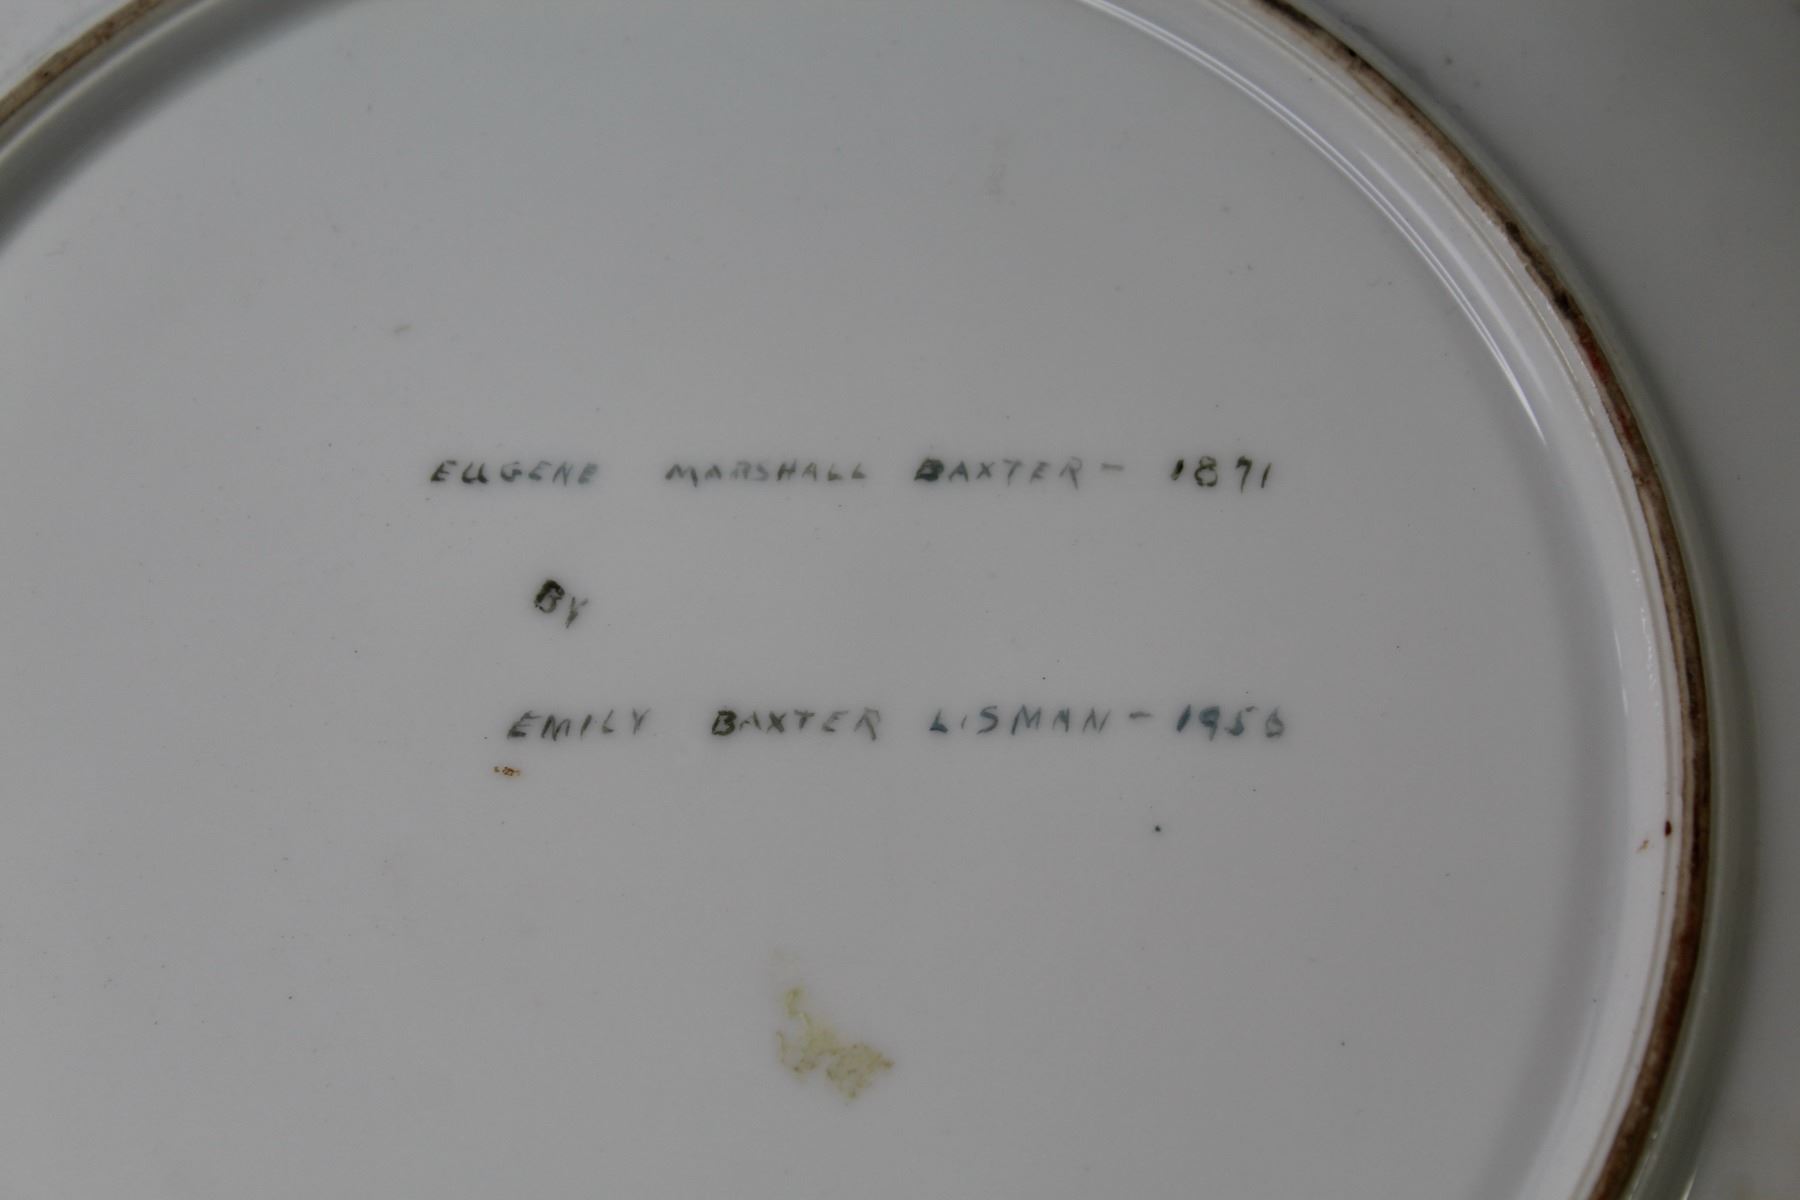 EUGENE MARSHALL BAXTER - 1871
By
EMILY BAXTER LISMAN - 1956